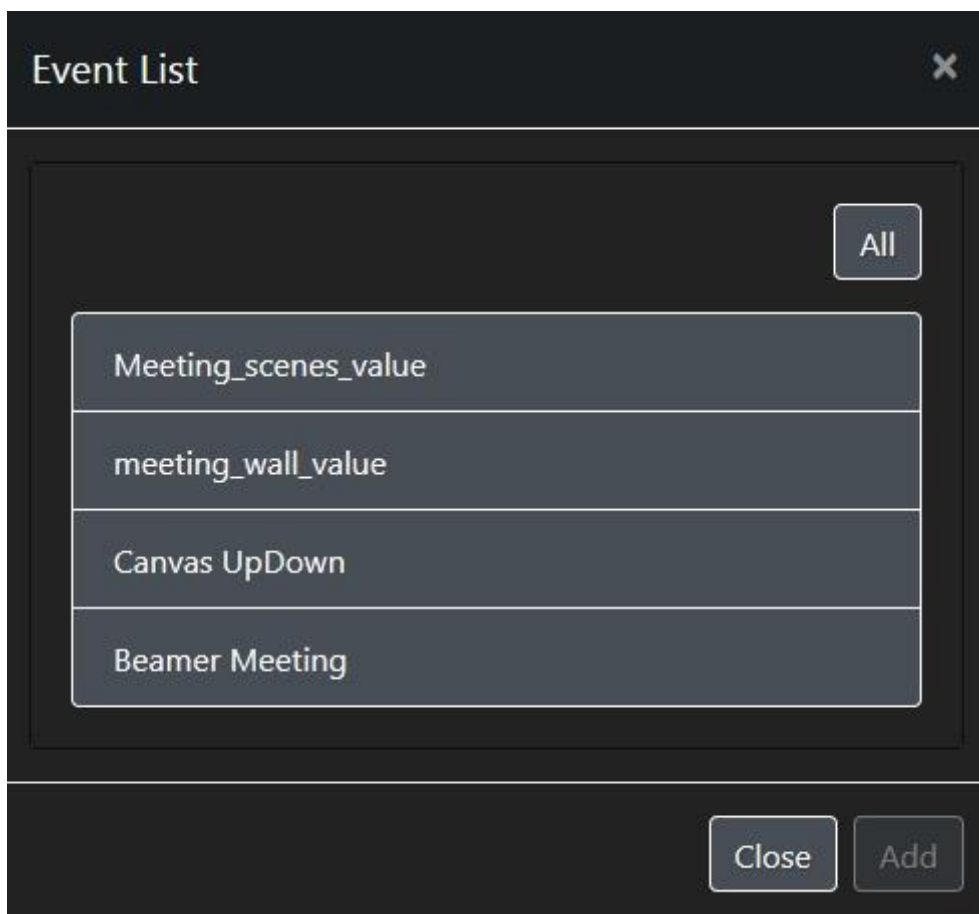 Event List
All
Meeting_scenes_value
meeting_wall_value
Canvas UpDown
Beamer Meeting
Close Add